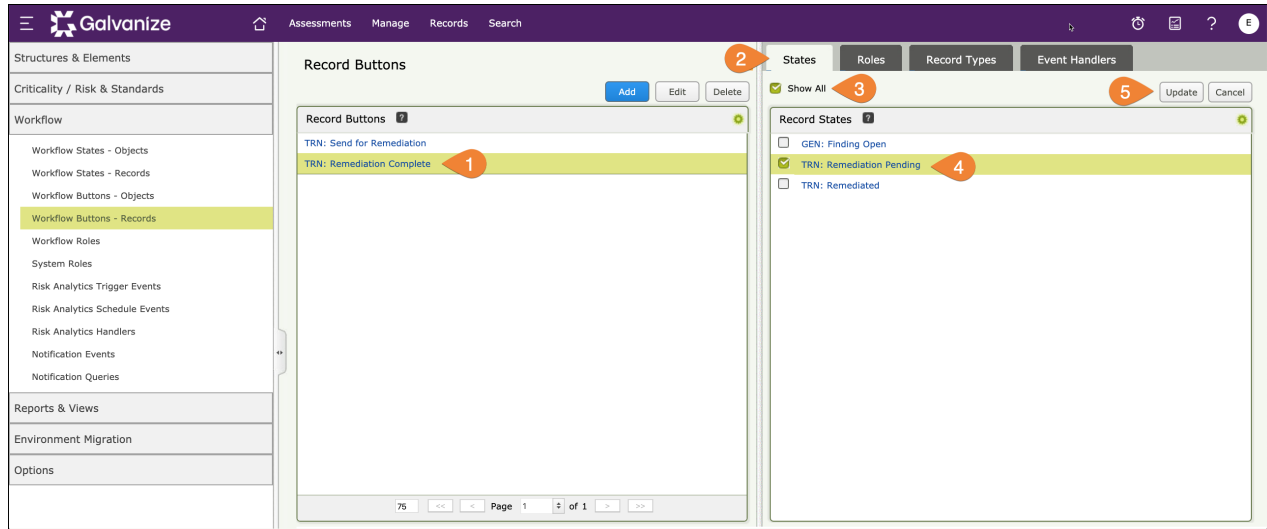 Galvanize
Assessments Manage Records Search
? E
Structures & Elements
Criticality / Risk & Standards
Workflow
Workflow States - Objects
Workflow States - Records
Workflow Buttons - Objects
Workflow Buttons - Records
Workflow Roles
System Roles
Risk Analytics Trigger Events
Risk Analytics Schedule Events
Risk Analytics Handlers
Notification Events
Notification Queries
Reports & Views
Environment Migration
Options
Record Buttons
Add Edit Delete
Record Buttons ?
TRN: Send for Remediation
TRN: Remediation Complete 1
75 << < Page 1 of 1 > >>
2 States Roles Record Types Event Handlers
Show All 3 5 Update Cancel
Record States ?
GEN: Finding Open
TRN: Remediation Pending 4
TRN: Remediated